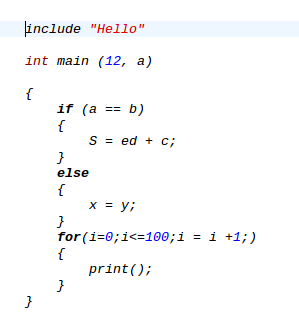 include "Hello"
int main (12, a)
{
    if (a == b)
    {
        S = ed + c;
    }
    else
    {
        x = y;
    }
    for(i=0;i<=100;i = i +1;)
    {
        print();
    }
}